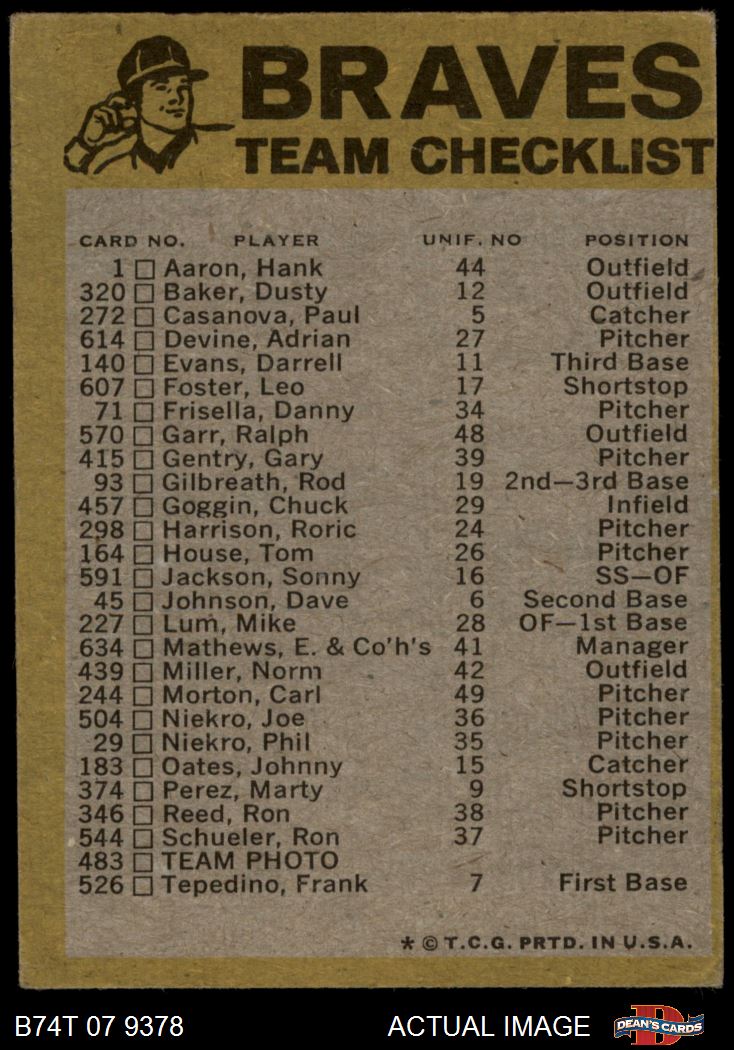 BRAVES
TEAM CHECKLIST
CARD NO. PLAYER UNIF. NO POSITION
1 Aaron, Hank 44 Outfield
320 Baker, Dusty 12 Outfield
272 Casanova, Paul 5 Catcher
614 Devine, Adrian 27 Pitcher
140 Evans, Darrell 11 Third Base
607 Foster, Leo 17 Shortstop
71 Frisella, Danny 34 Pitcher
570 Garr, Ralph 48 Outfield
415 Gentry, Gary 39 Pitcher
93 Gilbreath, Rod 19 2nd—3rd Base
457 Goggin, Chuck 29 Infield
298 Harrison, Roric 24 Pitcher
164 House, Tom 26 Pitcher
591 Jackson, Sonny 16 SS—OF
45 Johnson, Dave 6 Second Base
227 Lum, Mike 28 OF—1st Base
634 Mathews, E. & Co'h's 41 Manager
439 Miller, Norm 42 Outfield
244 Morton, Carl 49 Pitcher
504 Niekro, Joe 36 Pitcher
29 Niekro, Phil 35 Pitcher
183 Oates, Johnny 15 Catcher
374 Perez, Marty 9 Shortstop
346 Reed, Ron 38 Pitcher
544 Schueler, Ron 37 Pitcher
483 TEAM PHOTO
526 Tepedino, Frank 7 First Base
* © T.C.G. PRTD. IN U.S.A.
B74T 07 9378 ACTUAL IMAGE D DEAN'S CARDS